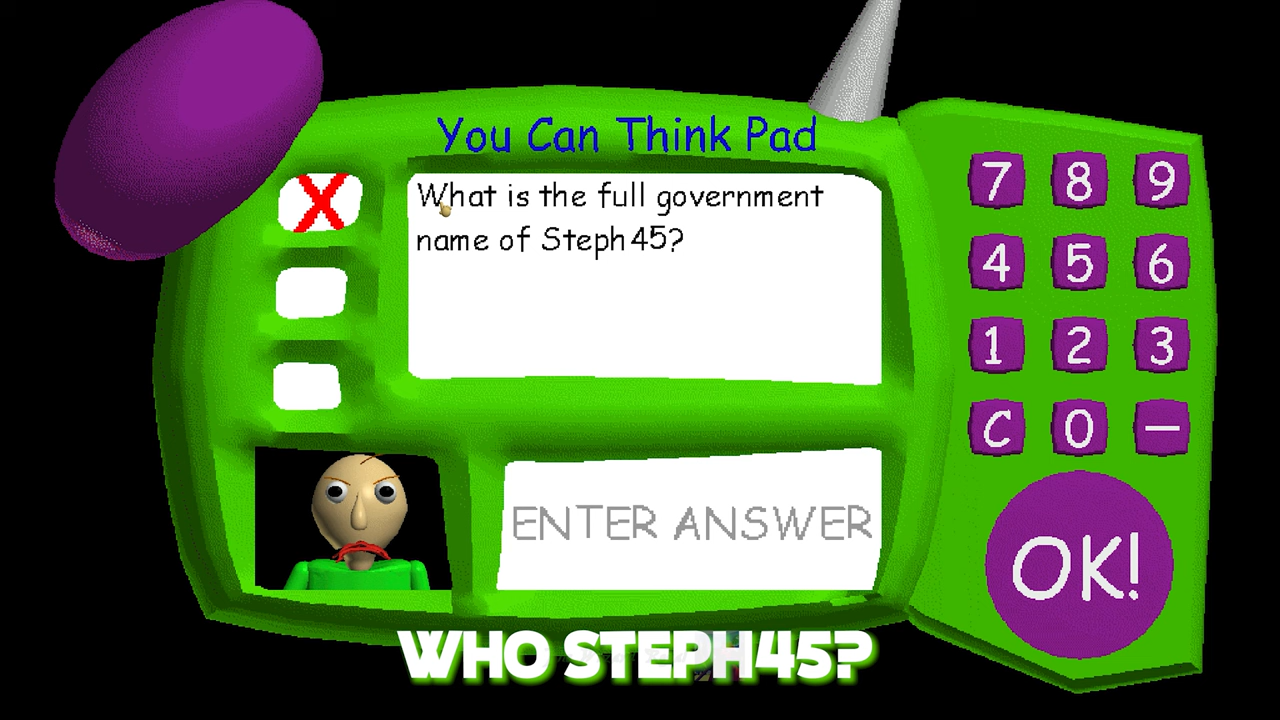 You Can Think Pad
What is the full government
name of Steph45?
7 8 9
4 5 6
1 2 3
C 0 —
ENTER ANSWER
OK!
WHO STEPH45?